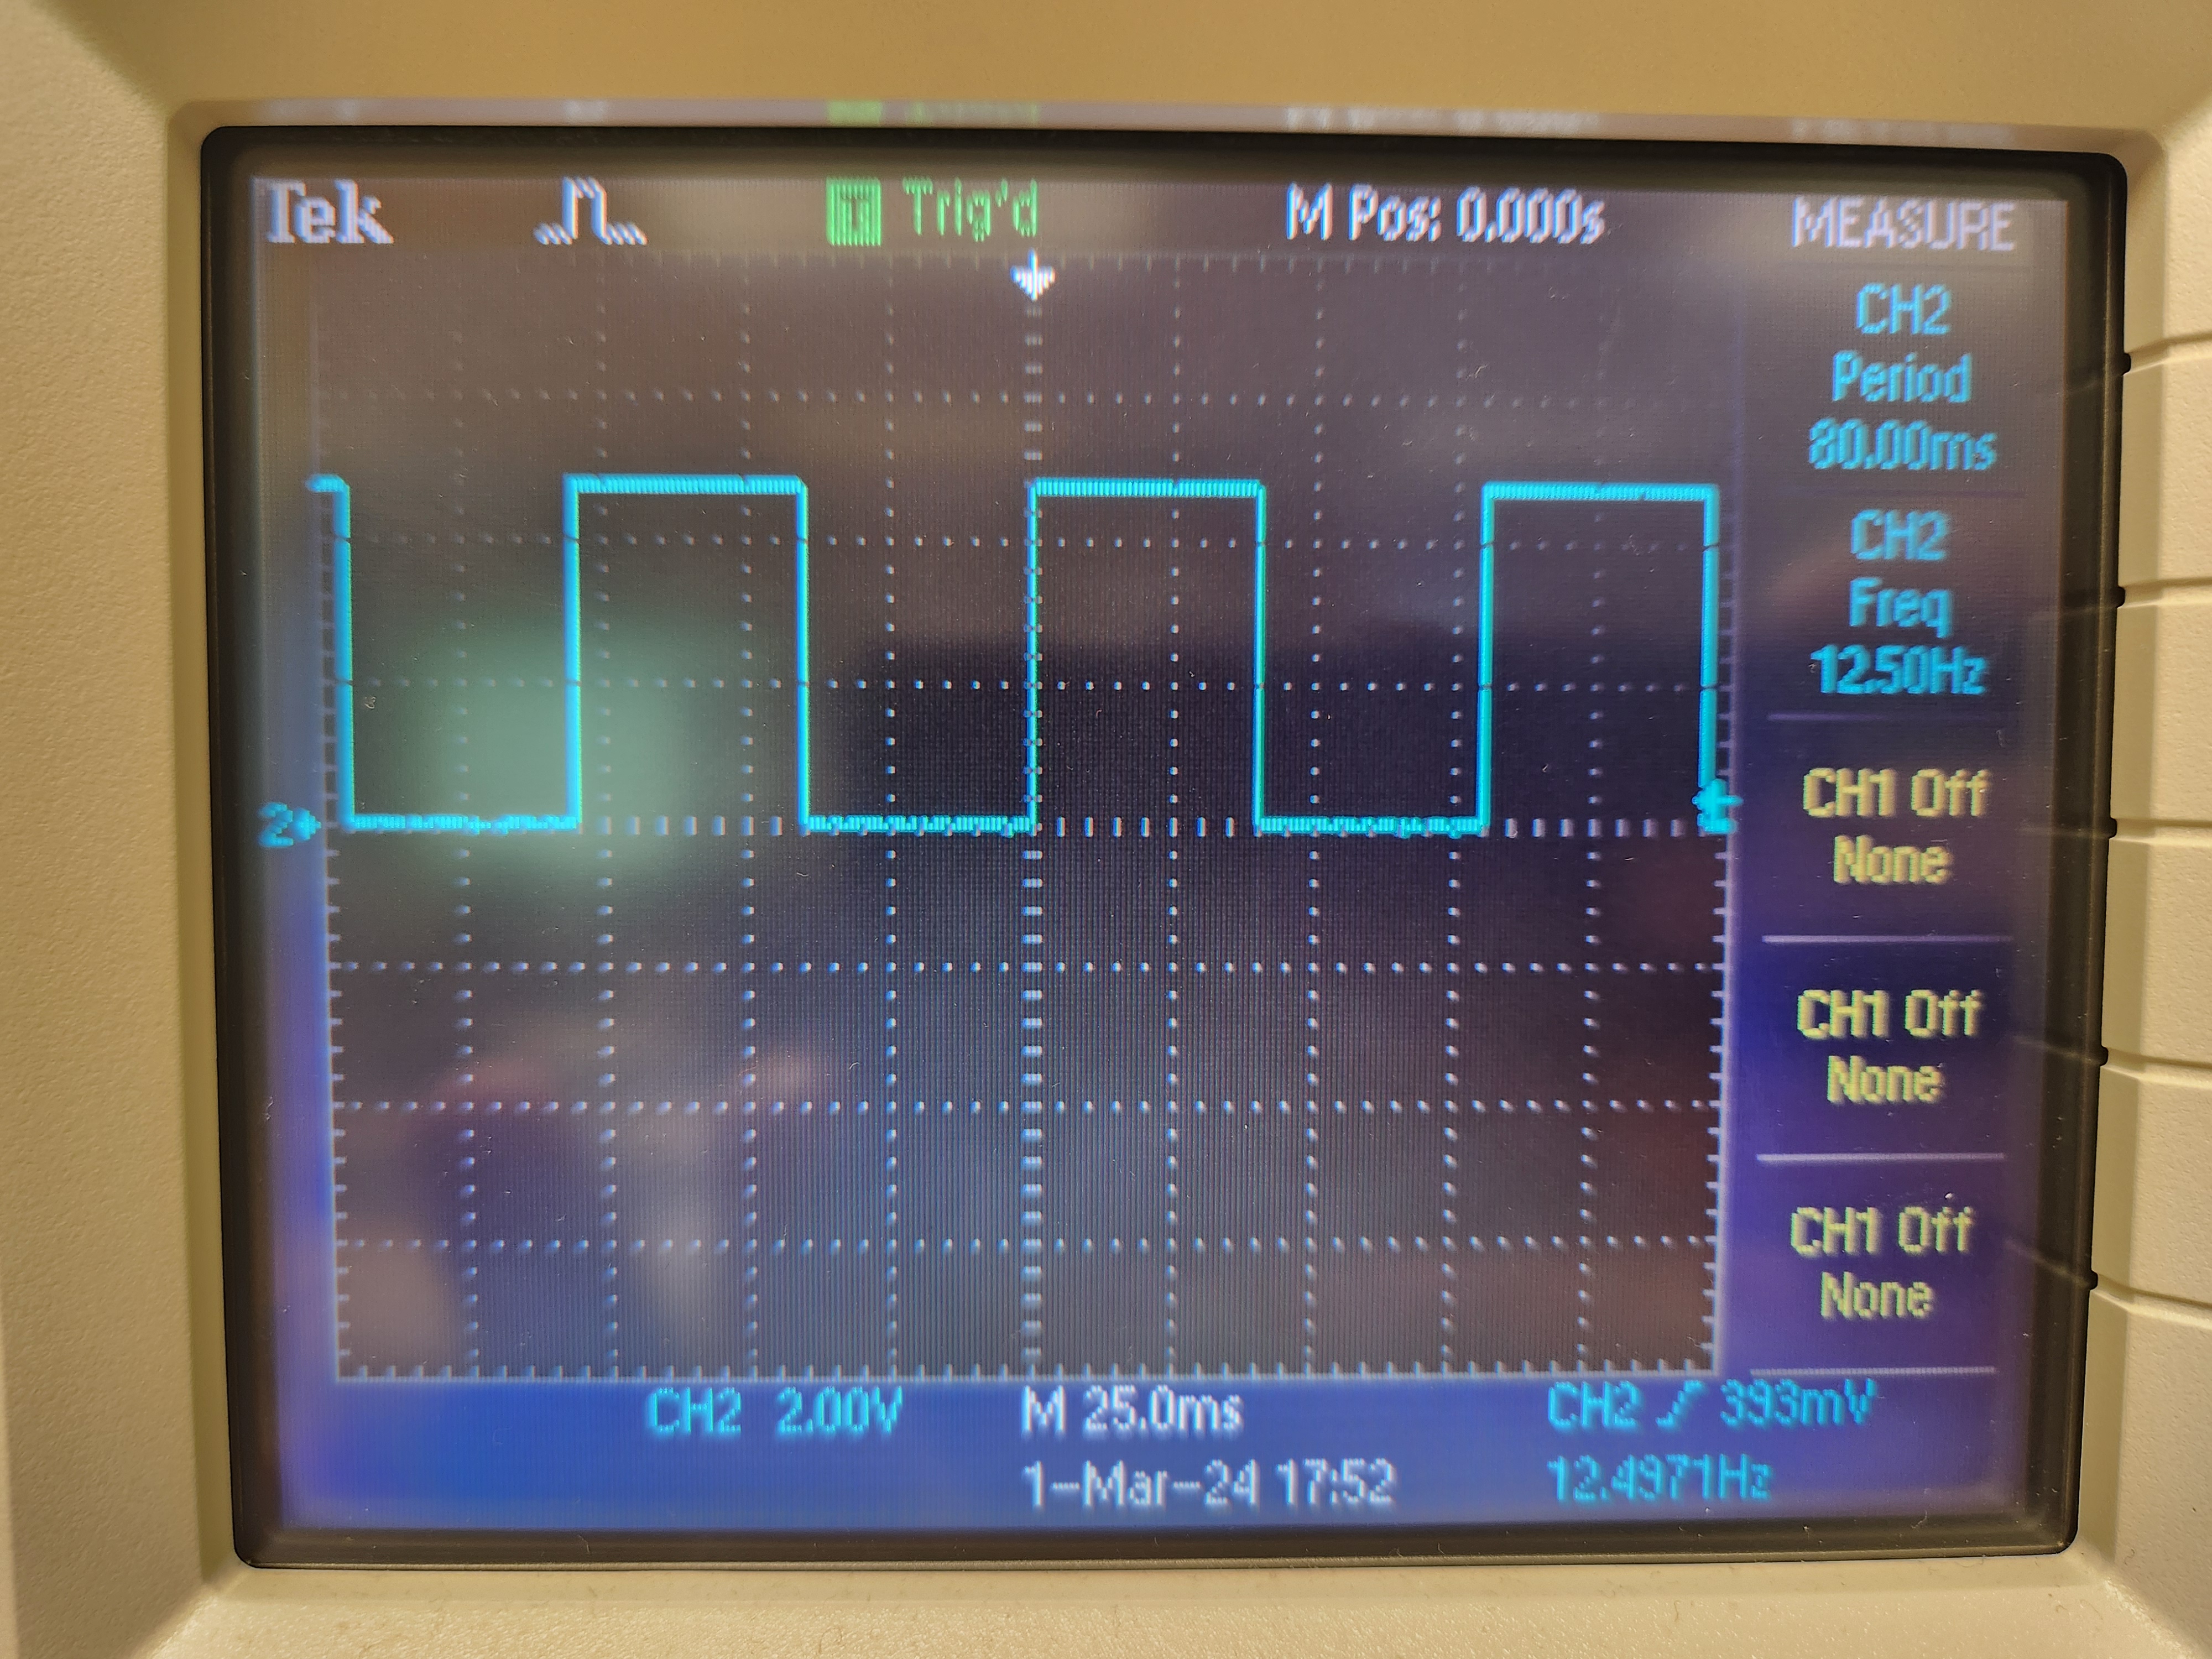 Tek
T Trig'd
M Pos: 0.000s
MEASURE
CH2
Period
80.00ms
CH2
Freq
12.50Hz
CH1 Off
None
CH1 Off
None
CH1 Off
None
2
CH2 2.00V
M 25.0ms
CH2 393mV
1-Mar-24 17:52
12.4971Hz